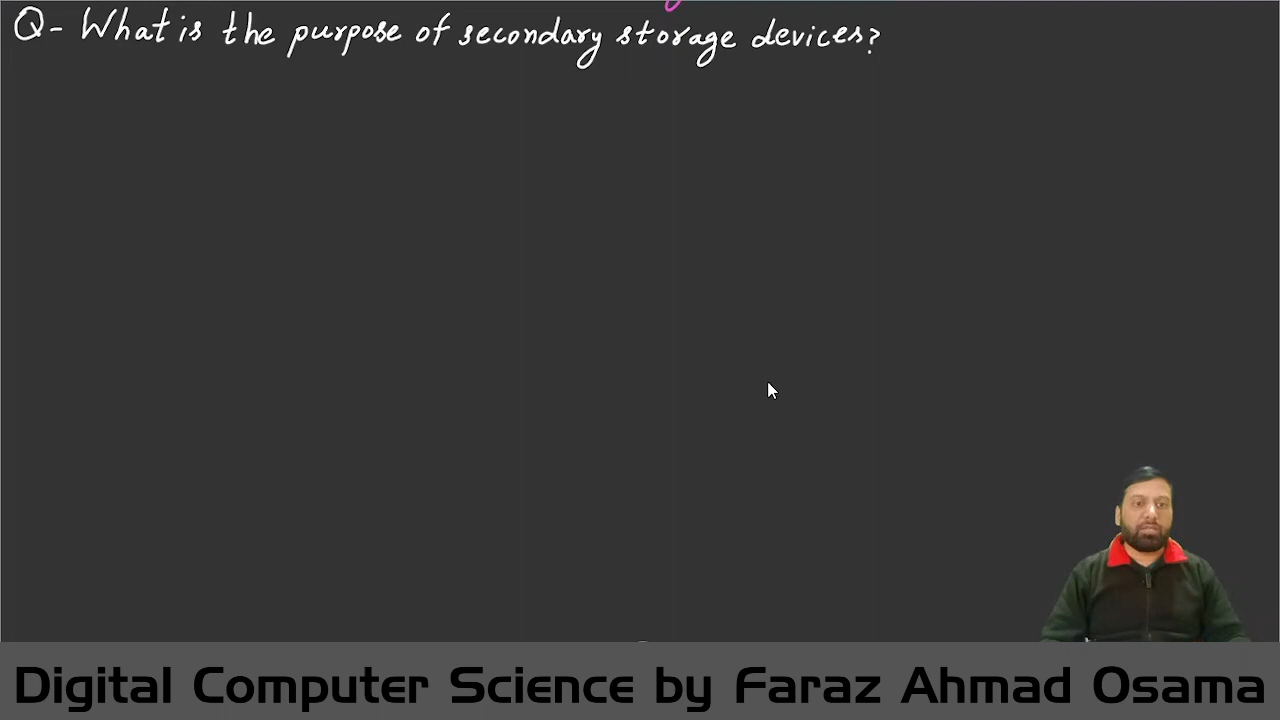 Q- What is the purpose of secondary storage devices?
Digital Computer Science by Faraz Ahmad Osama